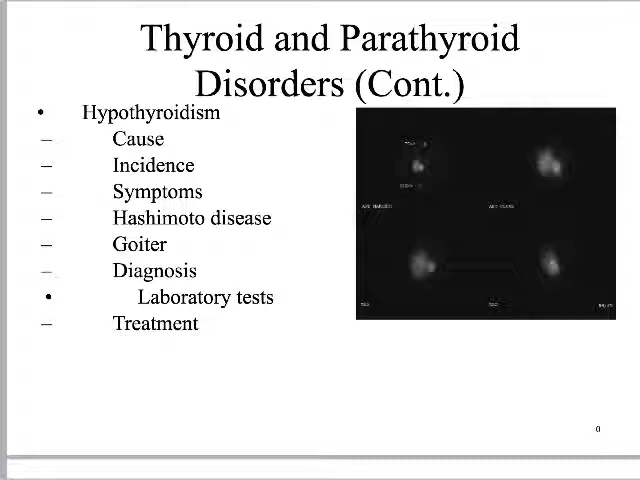 Thyroid and Parathyroid
Disorders (Cont.)
• Hypothyroidism
– Cause
– Incidence
– Symptoms
– Hashimoto disease
– Goiter
– Diagnosis
• Laboratory tests
– Treatment
0